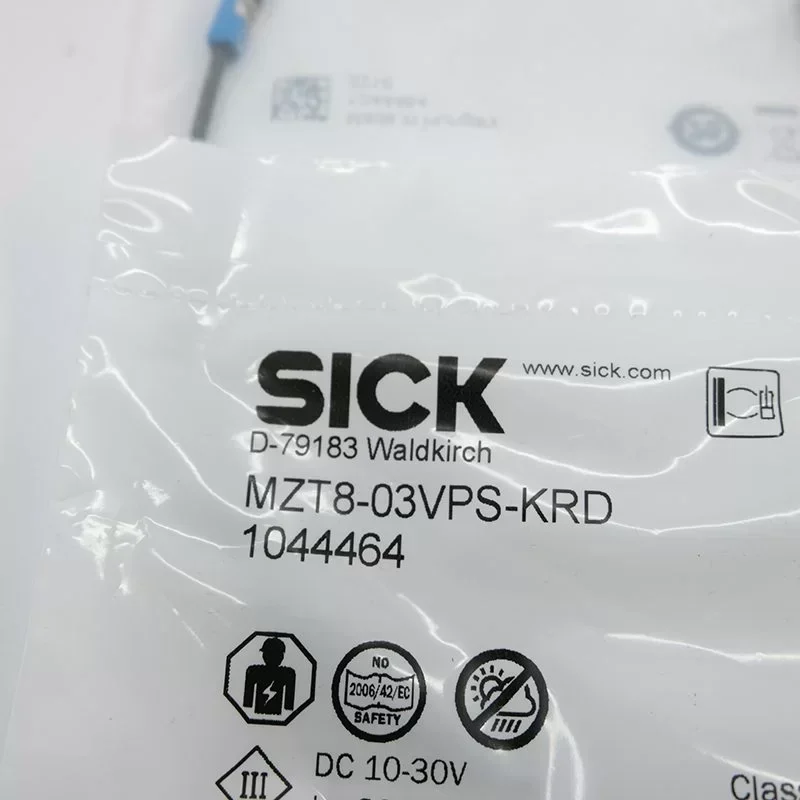 SICK
www.sick.com
D-79183 Waldkirch
MZT8-03VPS-KRD
1044464
NO
2006/42/EC
SAFETY
III
DC 10-30V